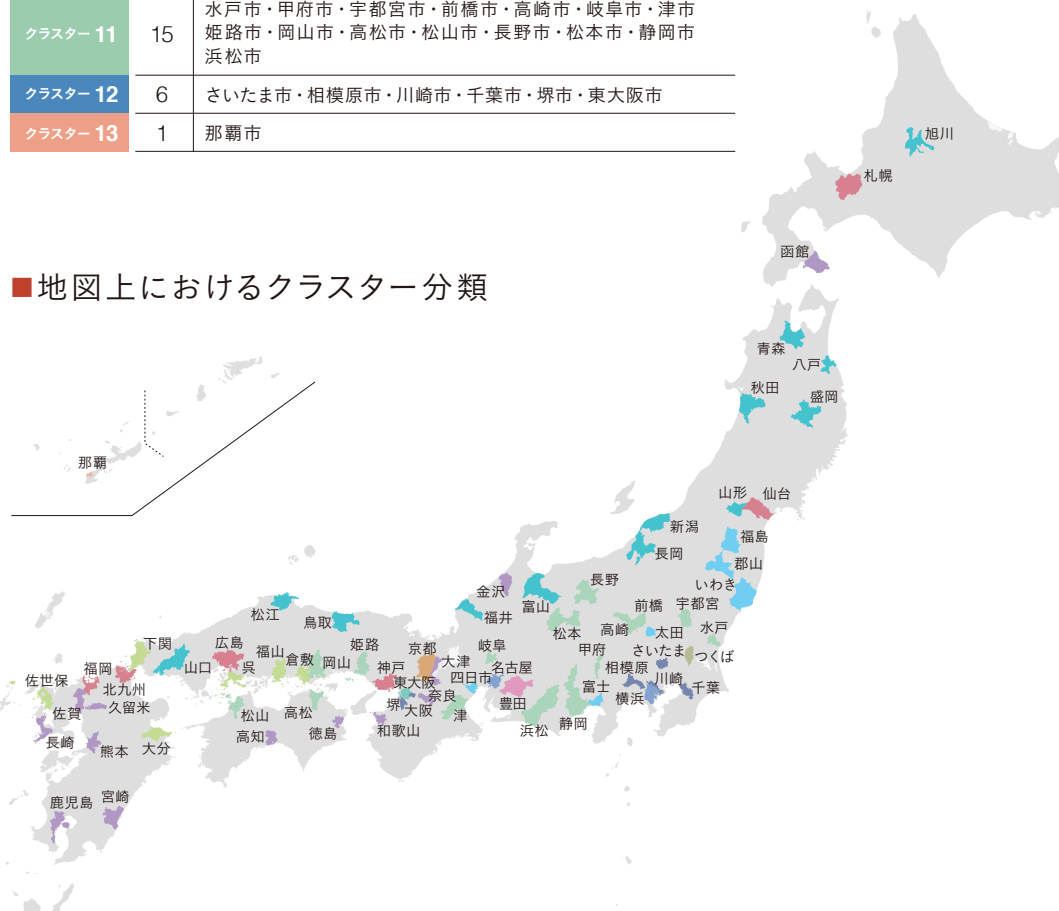 クラスター 11
15
水戸市・甲府市・宇都宮市・前橋市・高崎市・岐阜市・津市
姫路市・岡山市・高松市・松山市・長野市・松本市・静岡市
浜松市
クラスター 12
6
さいたま市・相模原市・川崎市・千葉市・堺市・東大阪市
クラスター 13
1
那覇市
■地図上におけるクラスター分類
旭川
札幌
函館
青森
八戸
秋田
盛岡
那覇
山形
仙台
新潟
福島
長岡
郡山
いわき
金沢
長野
富山
前橋
宇都宮
松江
鳥取
福井
松本
高崎
太田
水戸
下関
広島
福山
姫路
京都
岐阜
甲府
さいたま
つくば
福岡
山口
呉
倉敷
岡山
神戸
大津
名古屋
相模原
佐世保
北九州
東大阪
四日市
富士
川崎
千葉
佐賀
久留米
松山
高松
堺
大阪
奈良
津
豊田
横浜
長崎
熊本
大分
高知
徳島
和歌山
浜松
静岡
鹿児島
宮崎